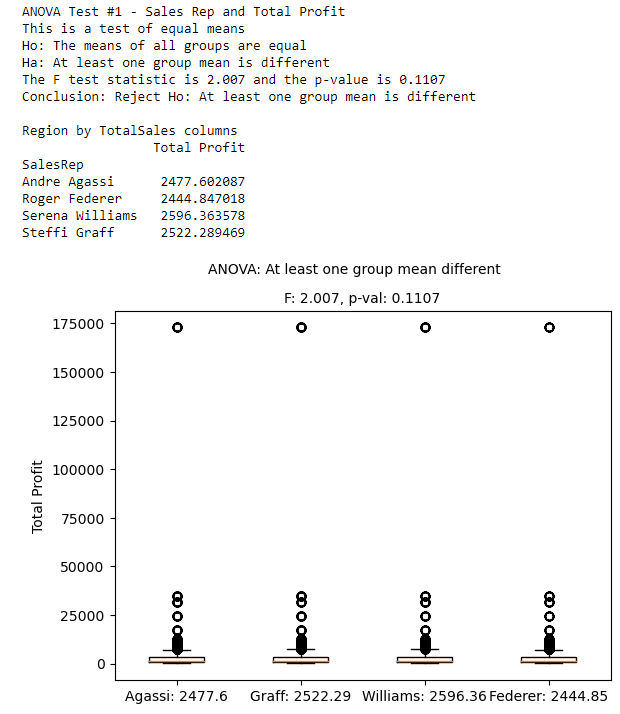 ANOVA Test #1 - Sales Rep and Total Profit
This is a test of equal means
Ho: The means of all groups are equal
Ha: At least one group mean is different
The F test statistic is 2.007 and the p-value is 0.1107
Conclusion: Reject Ho: At least one group mean is different
Region by TotalSales columns
Total Profit
SalesRep
Andre Agassi 2477.602087
Roger Federer 2444.847018
Serena Williams 2596.363578
Steffi Graff 2522.289469
ANOVA: At least one group mean different
F: 2.007, p-val: 0.1107
175000
150000
125000
100000
75000
50000
25000
0
Total Profit
Agassi: 2477.6 Graff: 2522.29 Williams: 2596.36 Federer: 2444.85